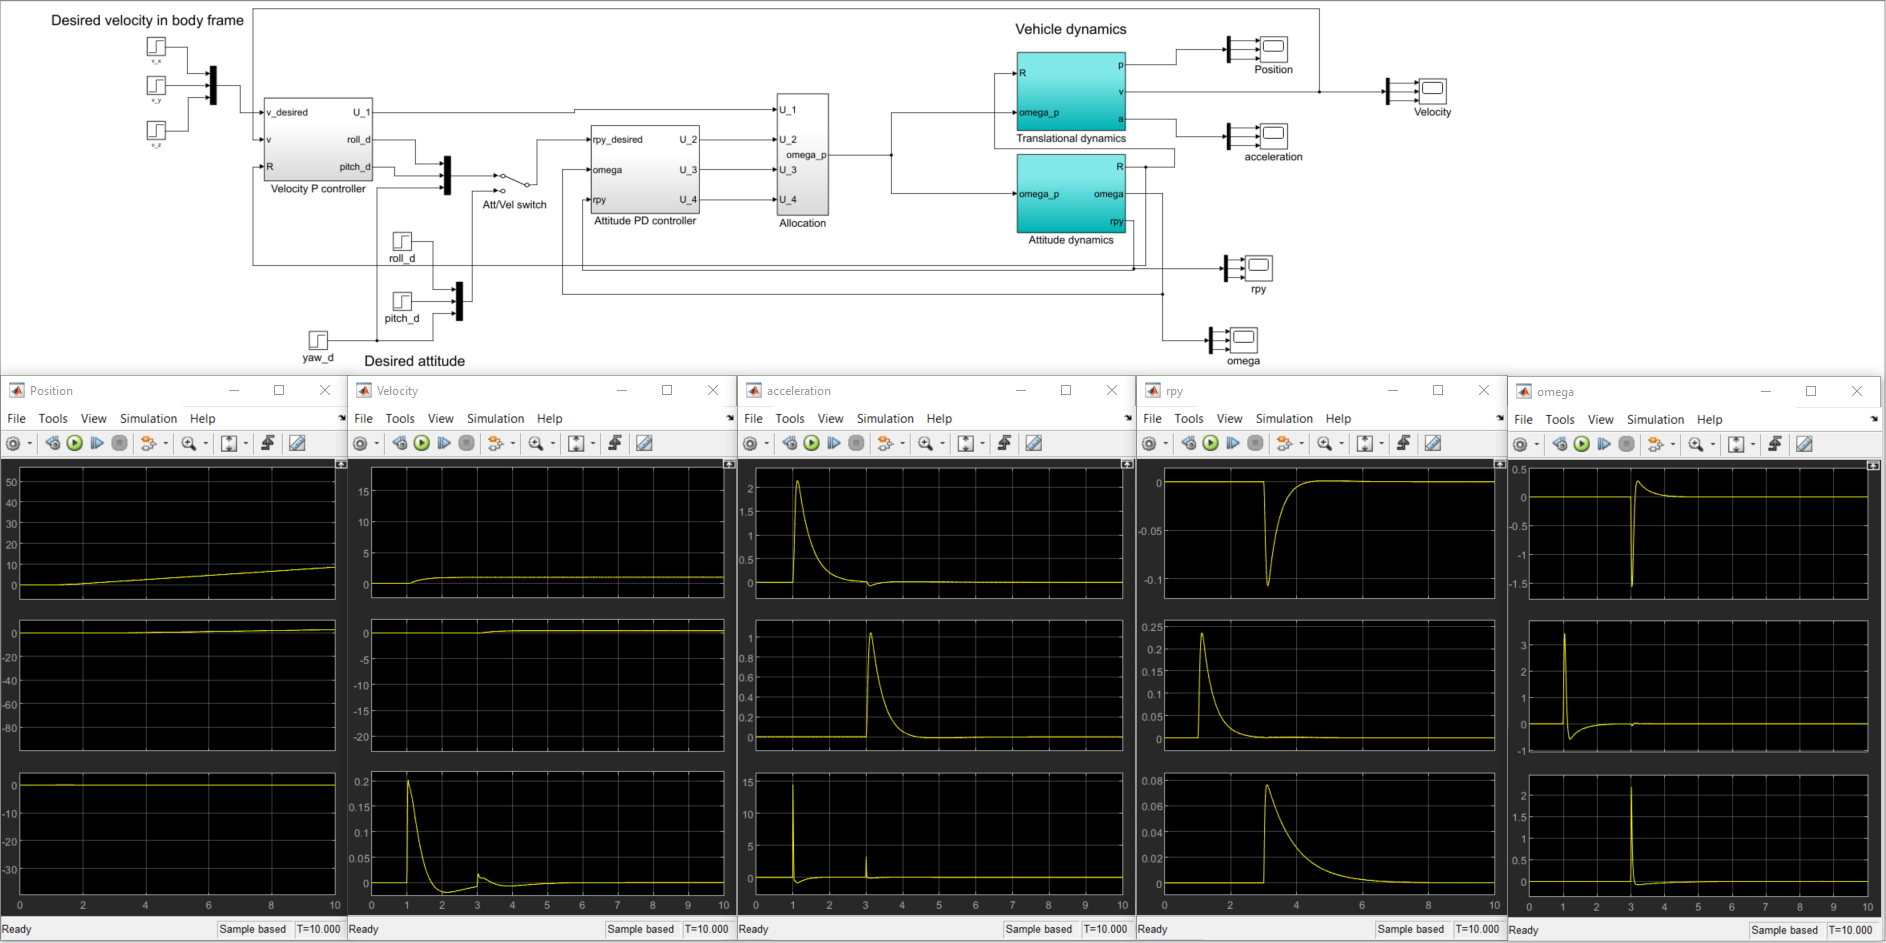 Desired velocity in body frame
v_x
v_y
v_z
v_desired
v
R
U_1
roll_d
pitch_d
Velocity P controller
Att/Vel switch
rpy_desired
omega
rpy
U_2
U_3
U_4
Attitude PD controller
U_1
U_2
U_3
U_4
omega_p
Allocation
Vehicle dynamics
R
omega_p
p
v
a
Translational dynamics
omega_p
R
omega
rpy
Attitude dynamics
Position
Velocity
acceleration
rpy
omega
roll_d
pitch_d
yaw_d
Desired attitude
Position
File Tools View Simulation Help
50
40
30
20
10
0
0
-20
-40
-60
-80
0
-10
-20
-30
0 2 4 6 8 10
Ready Sample based T=10.000
Velocity
File Tools View Simulation Help
15
10
5
0
0
-5
-10
-15
-20
0.2
0.15
0.1
0.05
0
0 1 2 3 4 5 6 7 8 9 10
Ready Sample based T=10.000
acceleration
File Tools View Simulation Help
2
1.5
1
0.5
0
1
0.8
0.6
0.4
0.2
0
15
10
5
0
0 1 2 3 4 5 6 7 8 9 10
Ready Sample based T=10.000
rpy
File Tools View Simulation Help
0
-0.05
-0.1
0.25
0.2
0.15
0.1
0.05
0
0.08
0.06
0.04
0.02
0
0 2 4 6 8 10
Ready Sample based T=10.000
omega
File Tools View Simulation Help
0.5
0
-0.5
-1
-1.5
3
2
1
0
-1
2
1.5
1
0.5
0
0 1 2 3 4 5 6 7 8 9 10
Ready Sample based T=10.000